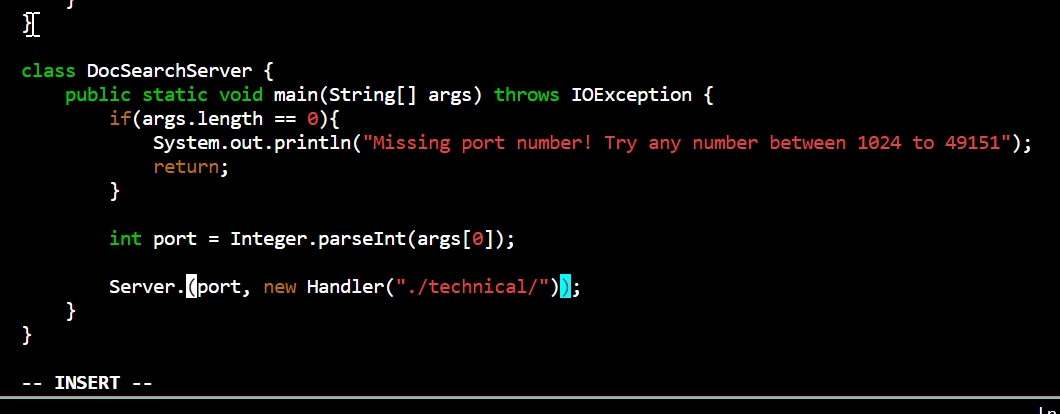 }
}
class DocSearchServer {
    public static void main(String[] args) throws IOException {
        if(args.length == 0){
            System.out.println("Missing port number! Try any number between 1024 to 49151");
            return;
        }
        int port = Integer.parseInt(args[0]);
        Server.(port, new Handler("./technical/"));
    }
}
-- INSERT --